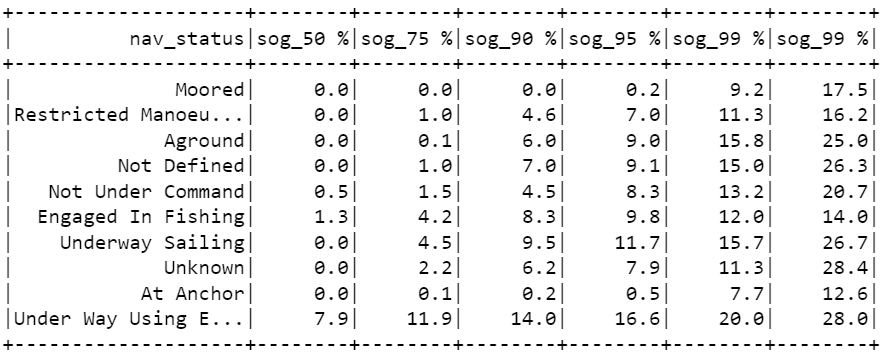 +--------------------+--------+--------+--------+--------+--------+--------+
|          nav_status|sog_50 %|sog_75 %|sog_90 %|sog_95 %|sog_99 %|sog_99 %|
+--------------------+--------+--------+--------+--------+--------+--------+
|              Moored|     0.0|     0.0|     0.0|     0.2|     9.2|    17.5|
|Restricted Manoeu...|     0.0|     1.0|     4.6|     7.0|    11.3|    16.2|
|             Aground|     0.0|     0.1|     6.0|     9.0|    15.8|    25.0|
|         Not Defined|     0.0|     1.0|     7.0|     9.1|    15.0|    26.3|
|   Not Under Command|     0.5|     1.5|     4.5|     8.3|    13.2|    20.7|
|  Engaged In Fishing|     1.3|     4.2|     8.3|     9.8|    12.0|    14.0|
|    Underway Sailing|     0.0|     4.5|     9.5|    11.7|    15.7|    26.7|
|             Unknown|     0.0|     2.2|     6.2|     7.9|    11.3|    28.4|
|           At Anchor|     0.0|     0.1|     0.2|     0.5|     7.7|    12.6|
|Under Way Using E...|     7.9|    11.9|    14.0|    16.6|    20.0|    28.0|
+--------------------+--------+--------+--------+--------+--------+--------+